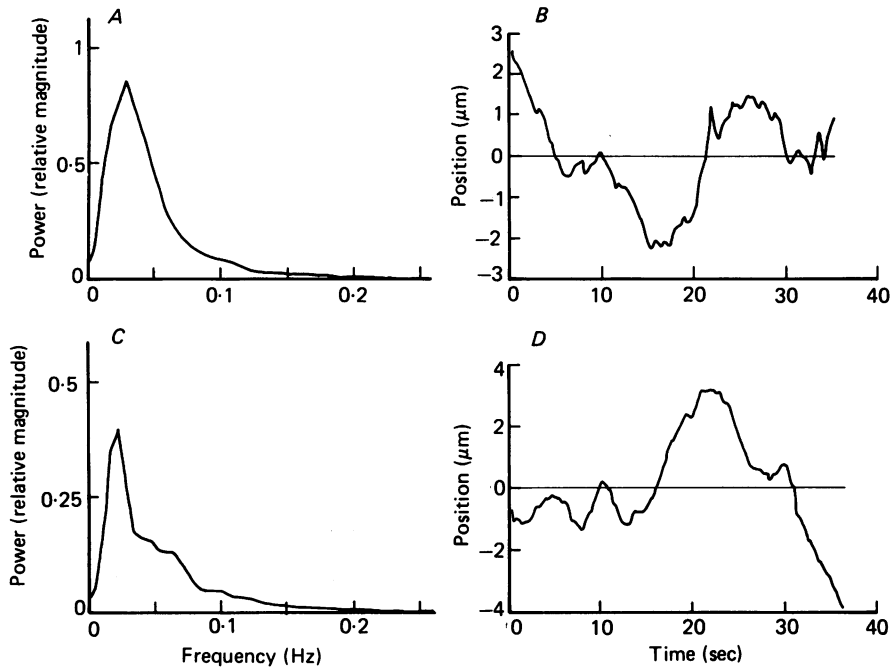 A
Power (relative magnitude)
1
0·5
0
0 0·1 0·2
B
Position (μm)
3
2
1
0
−1
−2
−3
0 10 20 30 40
C
Power (relative magnitude)
0·5
0·25
0
0 0·1 0·2
Frequency (Hz)
D
Position (μm)
4
2
0
−2
−4
0 10 20 30 40
Time (sec)